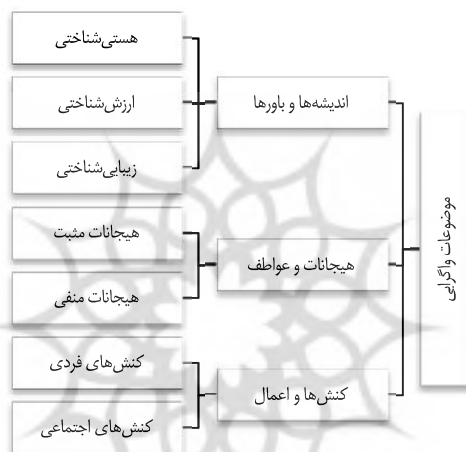 موضوعات واگرایی
اندیشه‌ها و باورها
هستی‌شناختی
ارزش‌شناختی
زیبایی‌شناختی
هیجانات و عواطف
هیجانات مثبت
هیجانات منفی
کنش‌ها و اعمال
کنش‌های فردی
کنش‌های اجتماعی